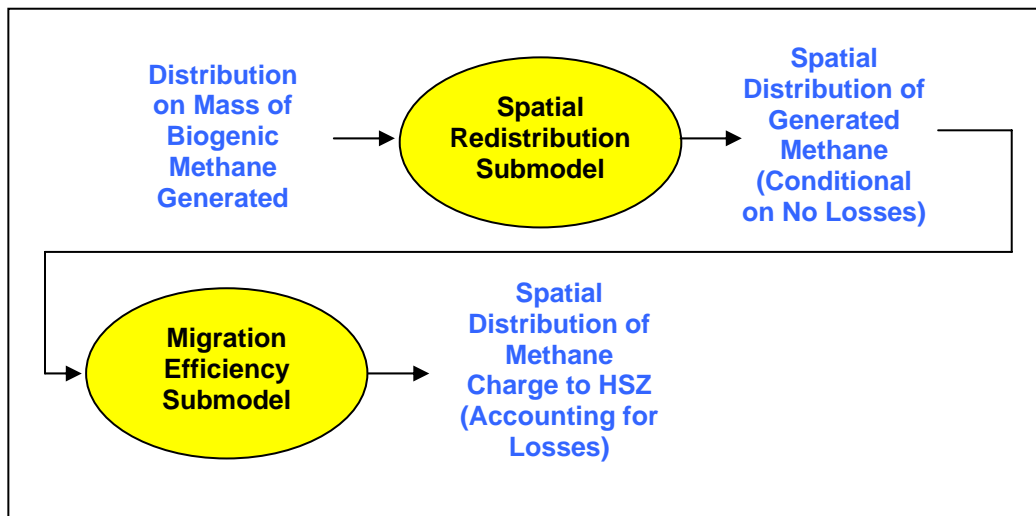 Distribution
on Mass of
Biogenic
Methane
Generated
Spatial
Redistribution
Submodel
Spatial
Distribution of
Generated
Methane
(Conditional
on No Losses)
Migration
Efficiency
Submodel
Spatial
Distribution of
Methane
Charge to HSZ
(Accounting for
Losses)